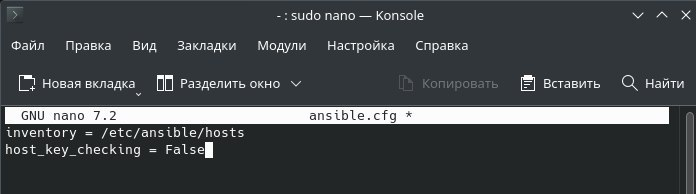 - : sudo nano — Konsole
Файл Правка Вид Закладки Модули Настройка Справка
Новая вкладка Разделить окно Копировать Вставить Найти
GNU nano 7.2 ansible.cfg *
inventory = /etc/ansible/hosts
host_key_checking = False